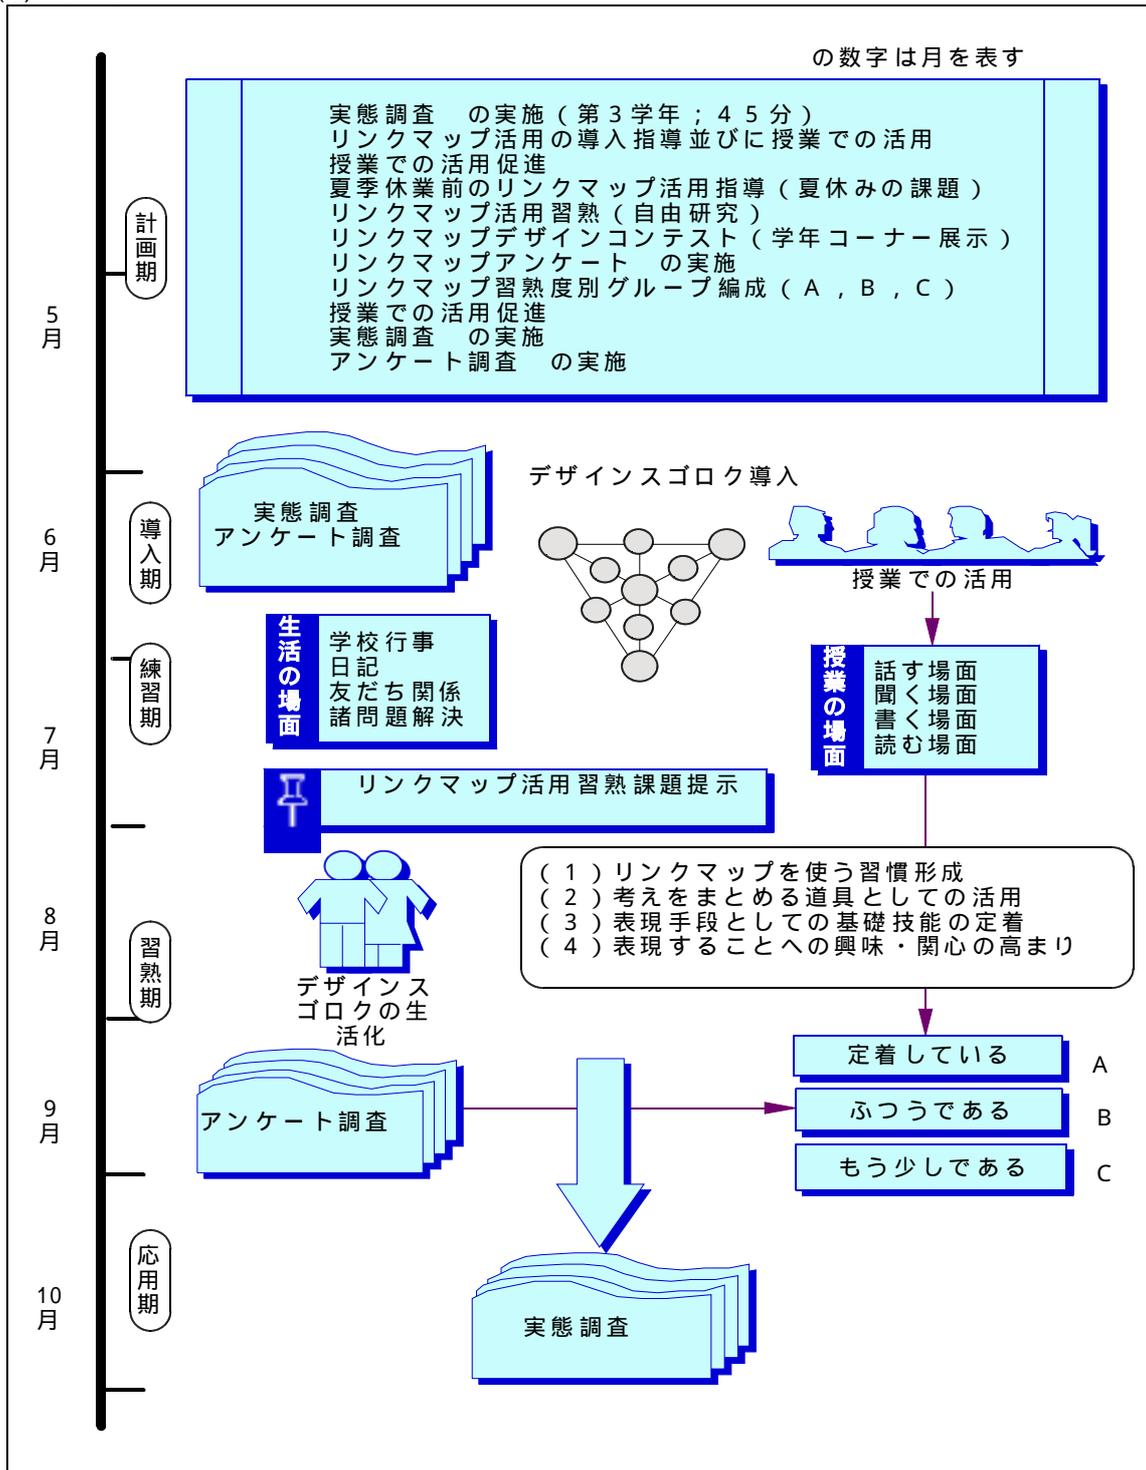 の数字は月を表す
実態調査　の実施（第３学年；４５分）
リンクマップ活用の導入指導並びに授業での活用
授業での活用促進
夏季休業前のリンクマップ活用指導（夏休みの課題）
リンクマップ活用習熟（自由研究）
リンクマップデザインコンテスト（学年コーナー展示）
リンクマップアンケート　の実施
リンクマップ習熟度別グループ編成（Ａ，Ｂ，Ｃ）
授業での活用促進
実態調査　の実施
アンケート調査　の実施
計画期
5
月
実態調査
アンケート調査
デザインスゴロク導入
導入期
6
月
授業での活用
生活の場面
学校行事
日記
友だち関係
諸問題解決
練習期
7
月
授業の場面
話す場面
聞く場面
書く場面
読む場面
リンクマップ活用習熟課題提示
（１）リンクマップを使う習慣形成
（２）考えをまとめる道具としての活用
（３）表現手段としての基礎技能の定着
（４）表現することへの興味・関心の高まり
8
月
習熟期
デザインス
ゴロクの生
活化
定着している
A
ふつうである
B
もう少しである
C
9
月
アンケート調査
応用期
10
月
実態調査